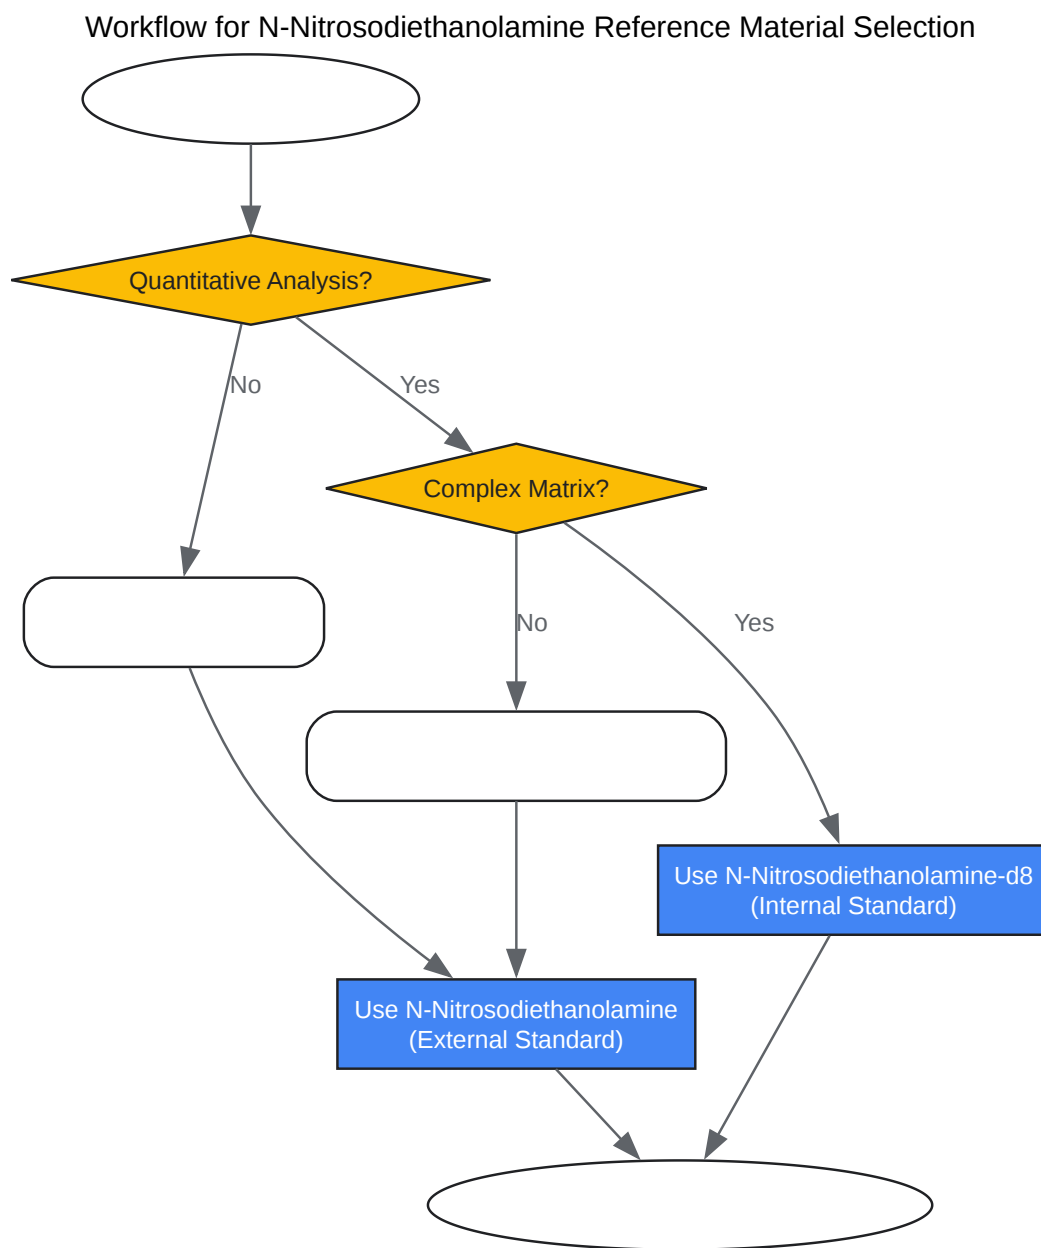 Workflow for N-Nitrosodiethanolamine Reference Material Selection
Quantitative Analysis?
No
Yes
Complex Matrix?
No
Yes
Use N-Nitrosodiethanolamine-d8
(Internal Standard)
Use N-Nitrosodiethanolamine
(External Standard)